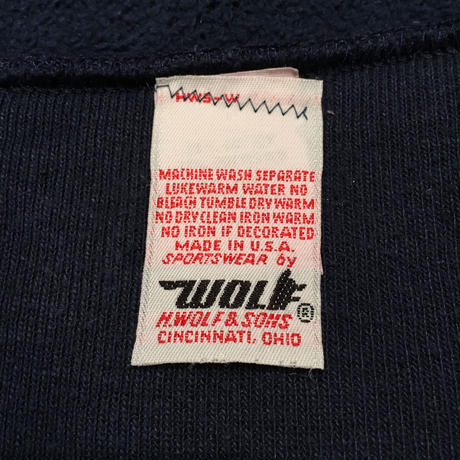 HWS-W
MACHINE WASH SEPARATE
LUKEWARM WATER NO
BLEACH TUMBLE DRY WARM
NO DRY CLEAN IRON WARM
NO IRON IF DECORATED
MADE IN U.S.A.
SPORTSWEAR by
WOLF ®
H. WOLF & SONS
CINCINNATI, OHIO